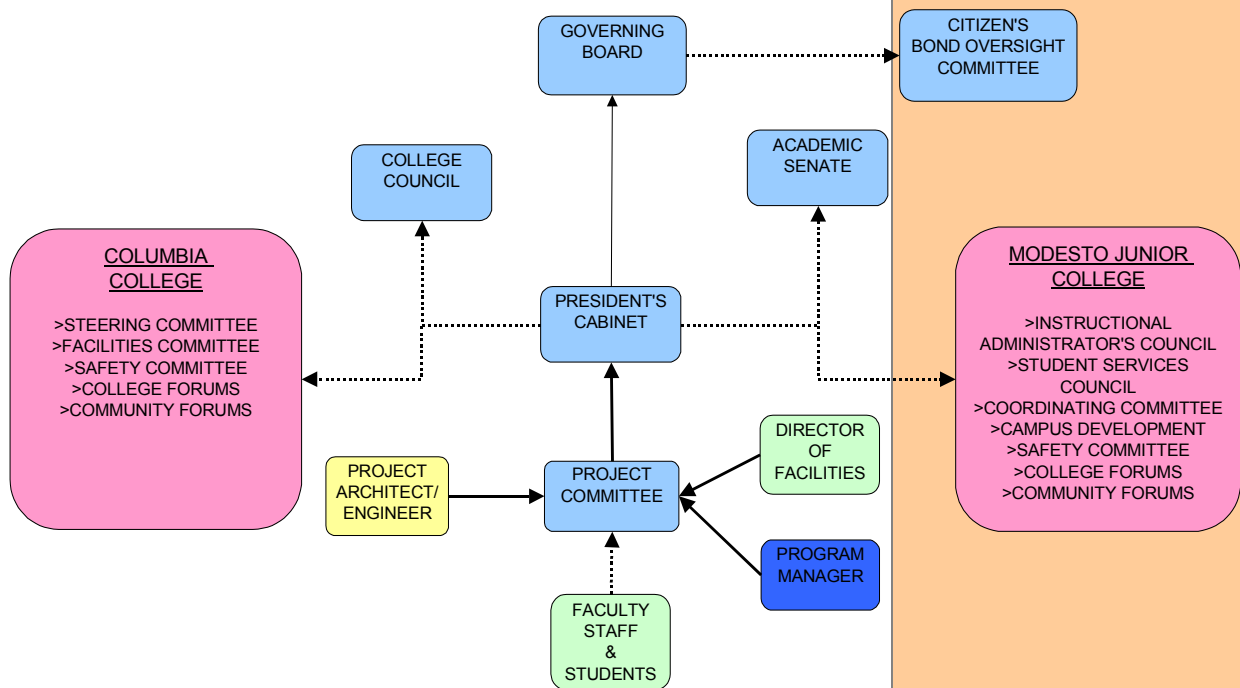 GOVERNING
BOARD
CITIZEN'S
BOND OVERSIGHT
COMMITTEE
COLLEGE
COUNCIL
ACADEMIC
SENATE
COLUMBIA
COLLEGE
>STEERING COMMITTEE
>FACILITIES COMMITTEE
>SAFETY COMMITTEE
>COLLEGE FORUMS
>COMMUNITY FORUMS
PRESIDENT'S
CABINET
MODESTO JUNIOR
COLLEGE
>INSTRUCTIONAL
ADMINISTRATOR'S COUNCIL
>STUDENT SERVICES
COUNCIL
>COORDINATING COMMITTEE
>CAMPUS DEVELOPMENT
>SAFETY COMMITTEE
>COLLEGE FORUMS
>COMMUNITY FORUMS
PROJECT
ARCHITECT/
ENGINEER
PROJECT
COMMITTEE
DIRECTOR
OF
FACILITIES
PROGRAM
MANAGER
FACULTY
STAFF
&
STUDENTS